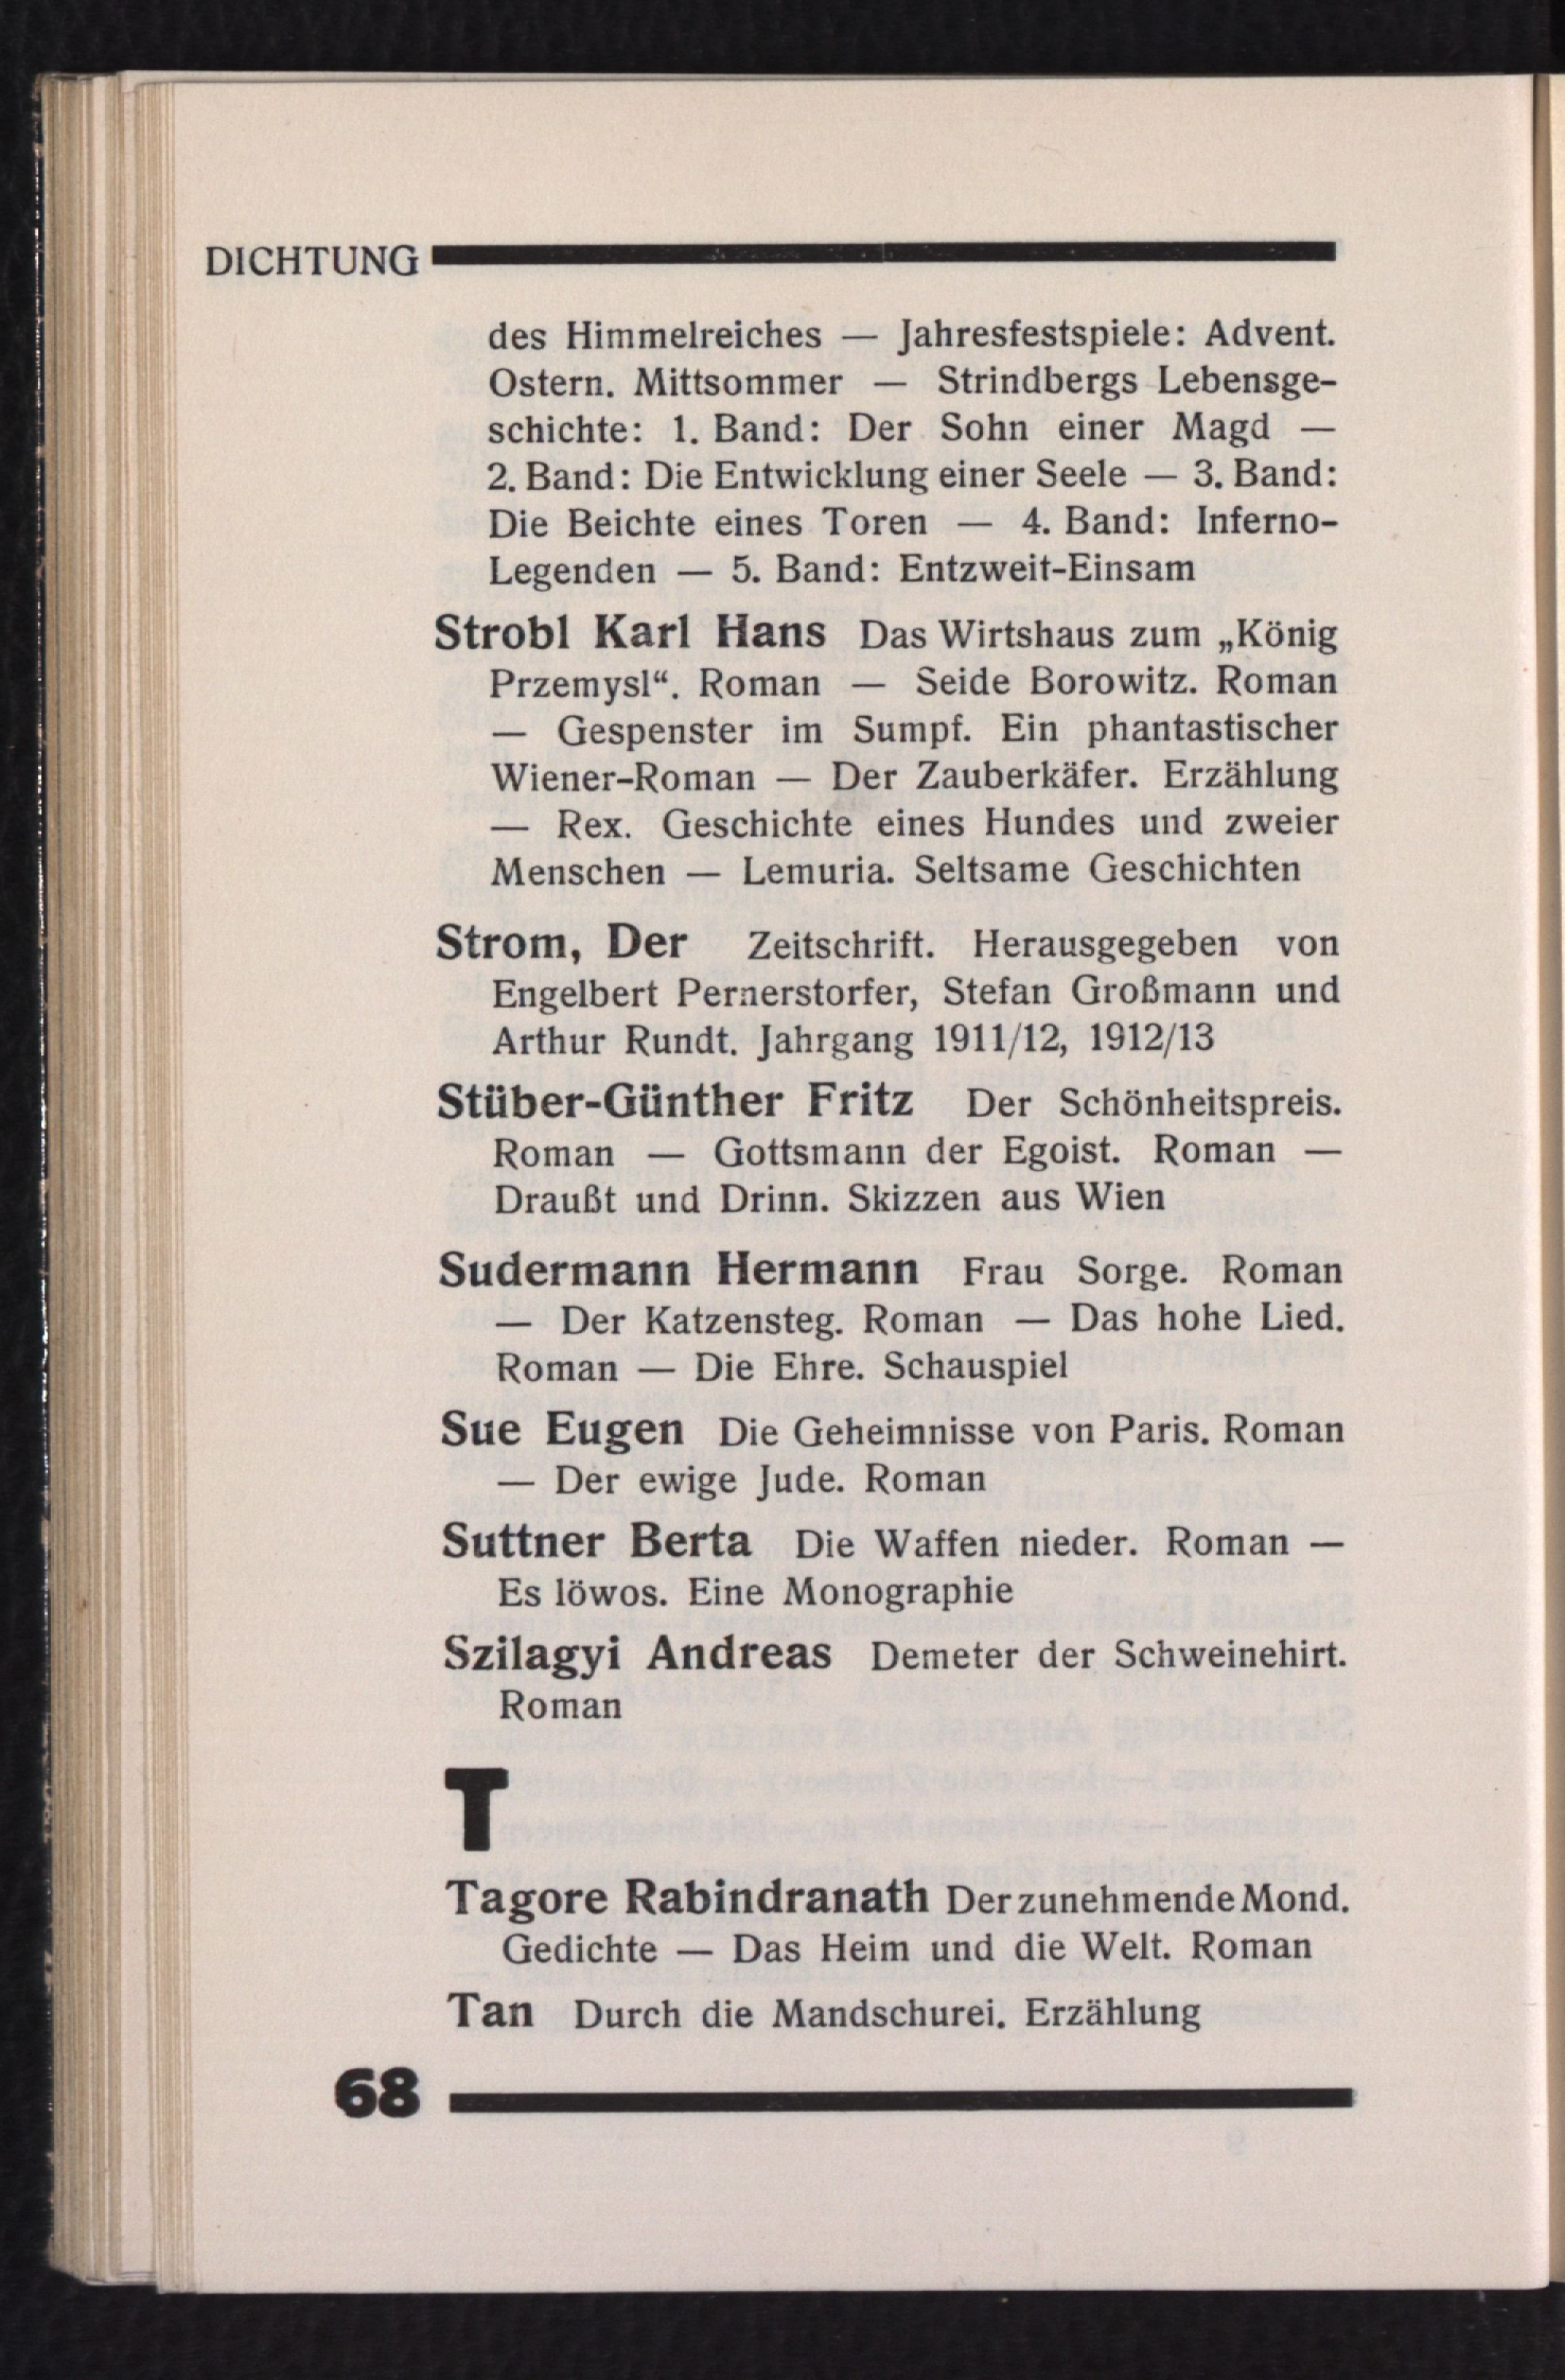 DICHTUNG
des Himmelreiches — Jahresfestspiele: Advent.
Ostern. Mittsommer — Strindbergs Lebensge-
schichte: 1. Band: Der Sohn einer Magd —
2. Band: Die Entwicklung einer Seele — 3. Band:
Die Beichte eines Toren — 4. Band: Inferno-
Legenden — 5. Band: Entzweit-Einsam
Strobl Karl Hans Das Wirtshaus zum „König
Przemysl“. Roman — Seide Borowitz. Roman
— Gespenster im Sumpf. Ein phantastischer
Wiener-Roman — Der Zauberkäfer. Erzählung
— Rex. Geschichte eines Hundes und zweier
Menschen — Lemuria. Seltsame Geschichten
Strom, Der Zeitschrift. Herausgegeben von
Engelbert Pernerstorfer, Stefan Großmann und
Arthur Rundt. Jahrgang 1911/12, 1912/13
Stüber-Günther Fritz Der Schönheitspreis.
Roman — Gottsmann der Egoist. Roman —
Draußt und Drinn. Skizzen aus Wien
Sudermann Hermann Frau Sorge. Roman
— Der Katzensteg. Roman — Das hohe Lied.
Roman — Die Ehre. Schauspiel
Sue Eugen Die Geheimnisse von Paris. Roman
— Der ewige Jude. Roman
Suttner Berta Die Waffen nieder. Roman —
Es löwos. Eine Monographie
Szilagyi Andreas Demeter der Schweinehirt.
Roman
T
Tagore Rabindranath Der zunehmende Mond.
Gedichte — Das Heim und die Welt. Roman
Tan Durch die Mandschurei. Erzählung
68